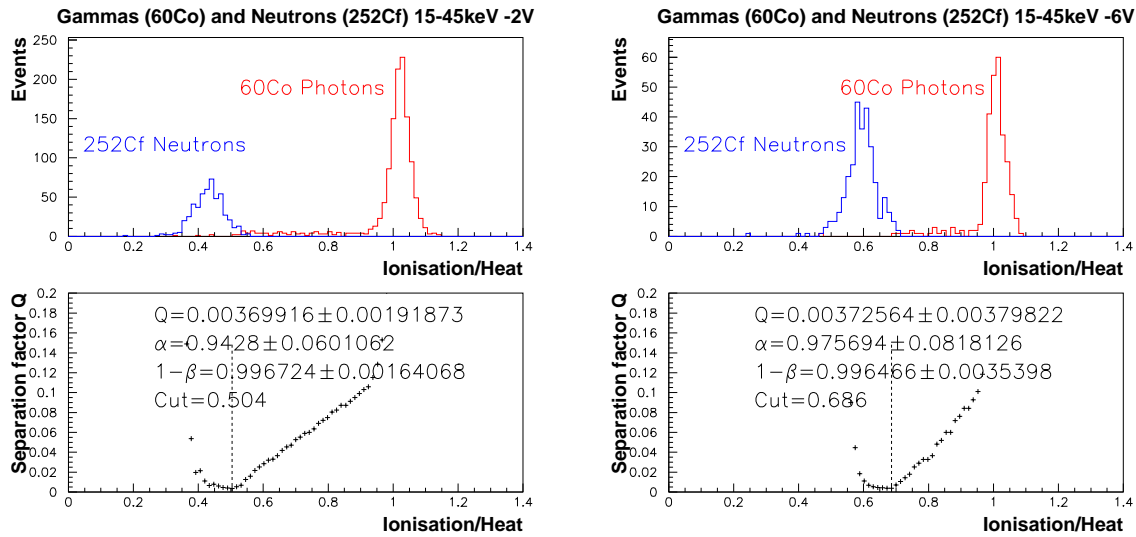 Gammas (60Co) and Neutrons (252Cf) 15-45keV -2V
Events
250
200
150
100
50
0
60Co Photons
252Cf Neutrons
0 0.2 0.4 0.6 0.8 1 1.2 1.4
Ionisation/Heat
Separation factor Q
0.2
0.18
0.16
0.14
0.12
0.1
0.08
0.06
0.04
0.02
0
Q=0.00369916±0.00191873
α=0.9428±0.0601062
1-β=0.996724±0.00164068
Cut=0.504
0 0.2 0.4 0.6 0.8 1 1.2 1.4
Ionisation/Heat
Gammas (60Co) and Neutrons (252Cf) 15-45keV -6V
Events
60
50
40
30
20
10
0
60Co Photons
252Cf Neutrons
0 0.2 0.4 0.6 0.8 1 1.2 1.4
Ionisation/Heat
Separation factor Q
0.2
0.18
0.16
0.14
0.12
0.1
0.08
0.06
0.04
0.02
0
Q=0.00372564±0.00379822
α=0.975694±0.0818126
1-β=0.996466±0.0035398
Cut=0.686
0 0.2 0.4 0.6 0.8 1 1.2 1.4
Ionisation/Heat